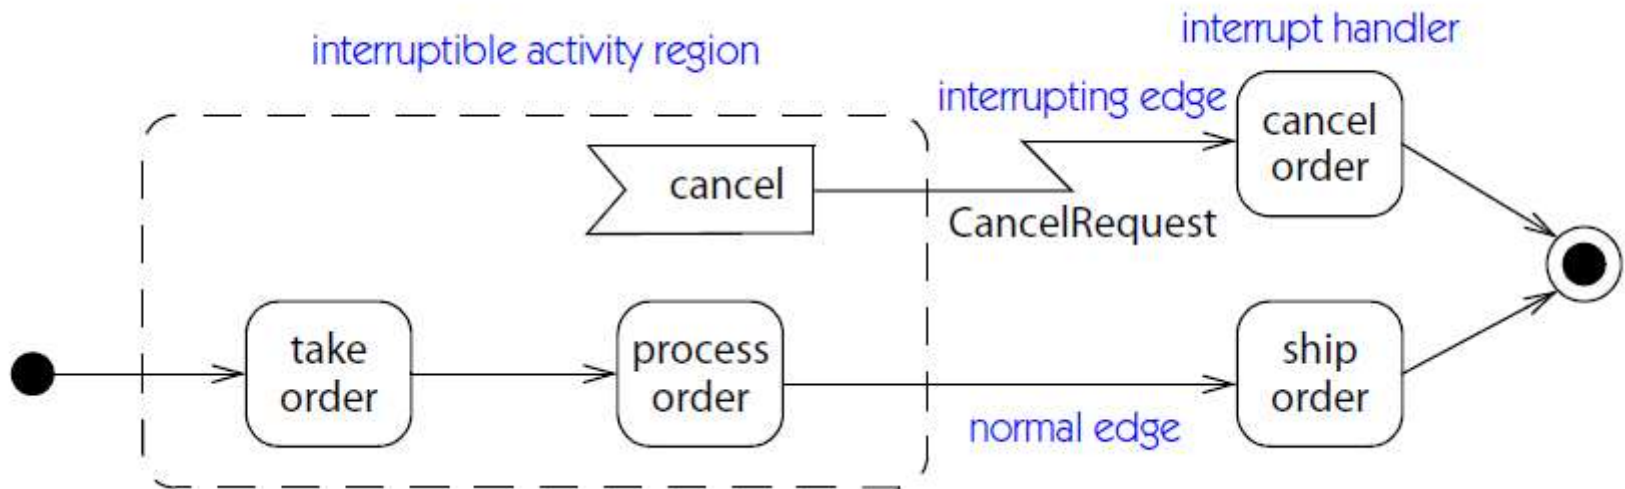 interrupt handler
interruptible activity region
interrupting edge
cancel
order
cancel
CancelRequest
take
order
process
order
ship
order
normal edge